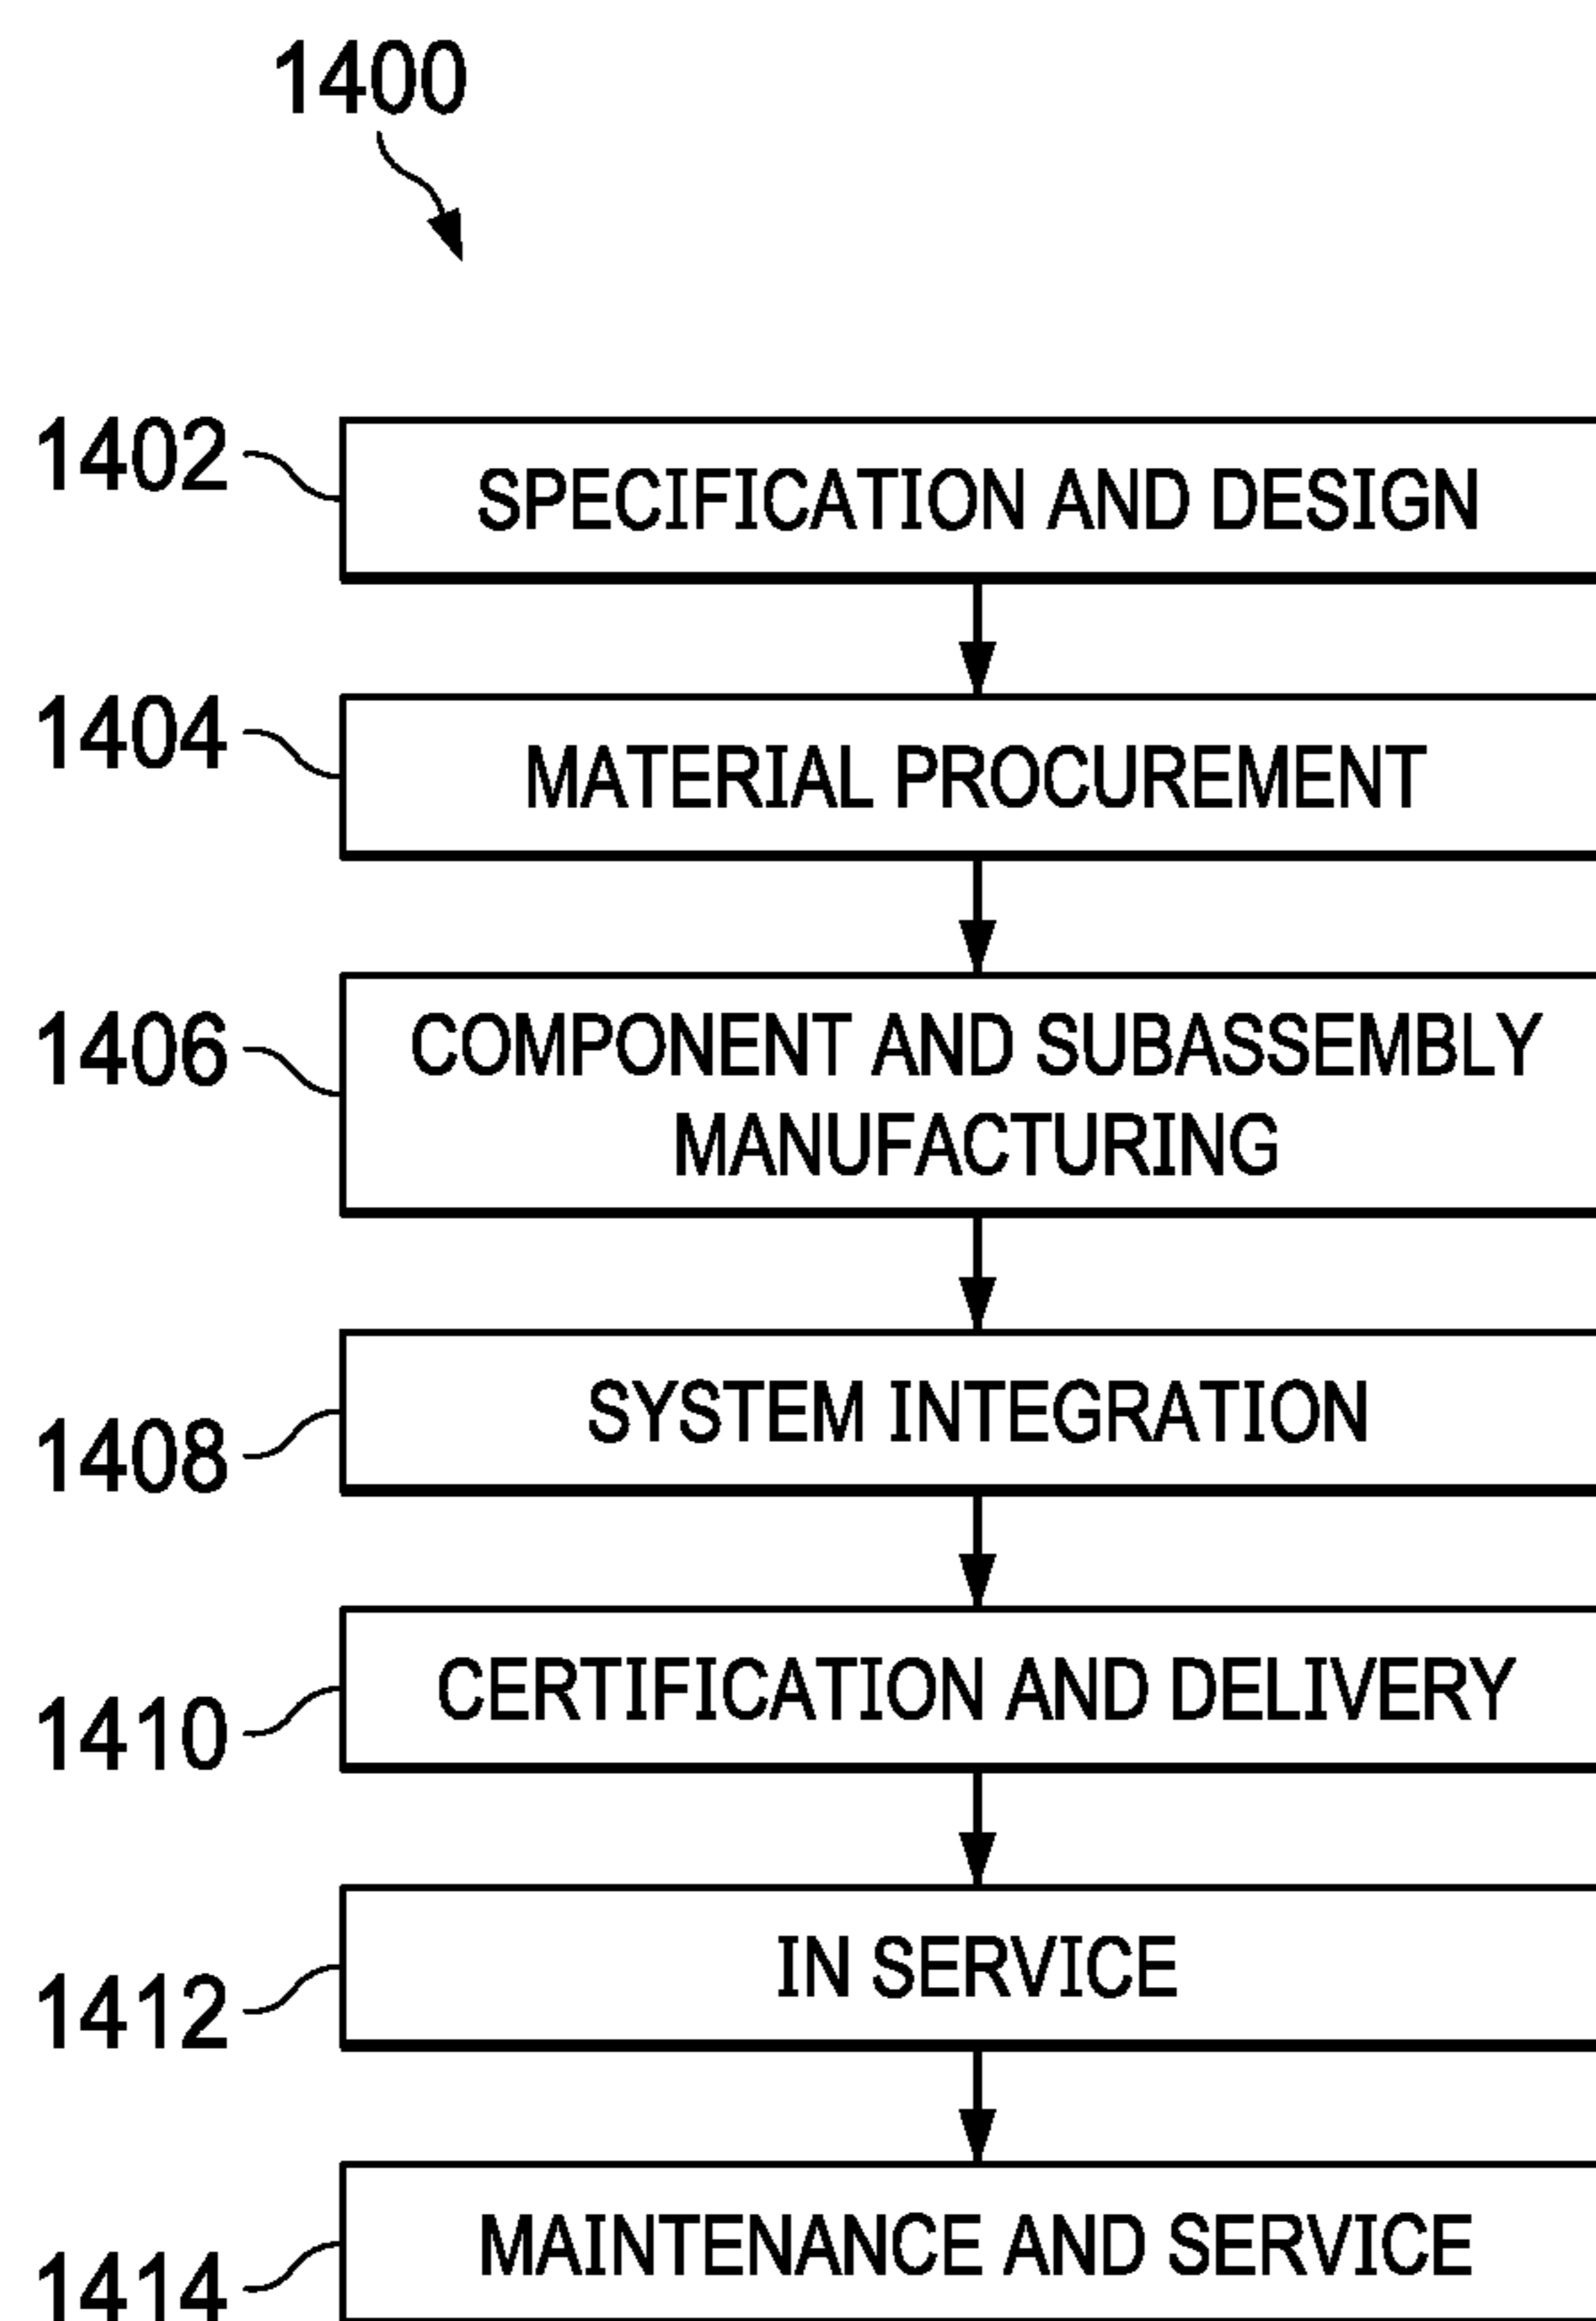 1400
1402
SPECIFICATION AND DESIGN
1404
MATERIAL PROCUREMENT
1406
COMPONENT AND SUBASSEMBLY
MANUFACTURING
1408
SYSTEM INTEGRATION
1410
CERTIFICATION AND DELIVERY
1412
IN SERVICE
1414
MAINTENANCE AND SERVICE